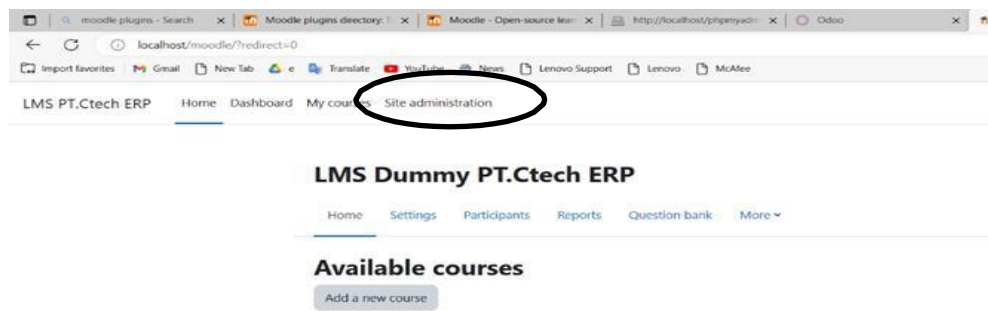 moodle plugins - Search
Moodle plugins directory:
Moodle - Open-source lear
http://localhost/phpmyadm
Odoo
localhost/moodle/?redirect=0
Import favorites Gmail New Tab e Translate YouTube News Lenovo Support Lenovo McAfee
LMS PT.Ctech ERP Home Dashboard My courses Site administration
LMS Dummy PT.Ctech ERP
Home Settings Participants Reports Question bank More
Available courses
Add a new course